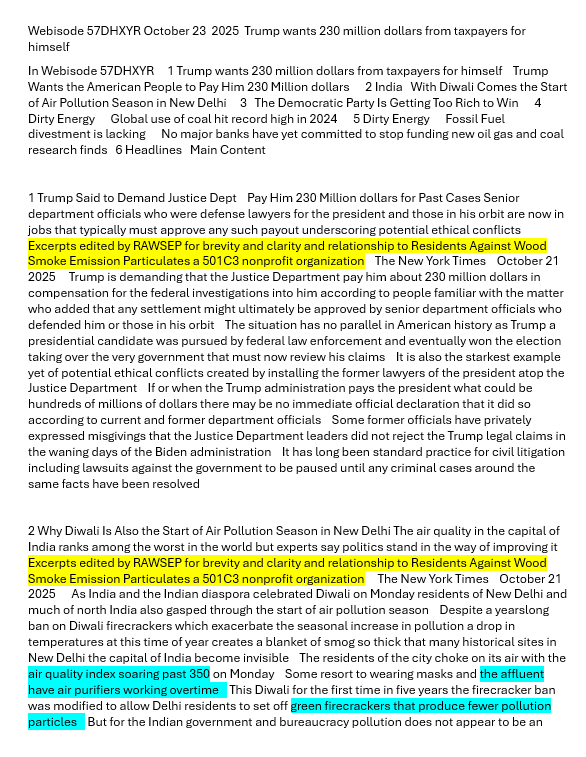 Webisode 57DHXYR October 23  2025  Trump wants 230 million dollars from taxpayers for
himself
In Webisode 57DHXYR    1 Trump wants 230 million dollars from taxpayers for himself   Trump
Wants the American People to Pay Him 230 Million dollars     2 India  With Diwali Comes the Start
of Air Pollution Season in New Delhi    3  The Democratic Party Is Getting Too Rich to Win    4
Dirty Energy     Global use of coal hit record high in 2024    5 Dirty Energy    Fossil Fuel
divestment is lacking    No major banks have yet committed to stop funding new oil gas and coal
research finds  6 Headlines  Main Content
1 Trump Said to Demand Justice Dept   Pay Him 230 Million dollars for Past Cases Senior
department officials who were defense lawyers for the president and those in his orbit are now in
jobs that typically must approve any such payout underscoring potential ethical conflicts
Excerpts edited by RAWSEP for brevity and clarity and relationship to Residents Against Wood
Smoke Emission Particulates a 501C3 nonprofit organization   The New York Times   October 21
2025    Trump is demanding that the Justice Department pay him about 230 million dollars in
compensation for the federal investigations into him according to people familiar with the matter
who added that any settlement might ultimately be approved by senior department officials who
defended him or those in his orbit   The situation has no parallel in American history as Trump a
presidential candidate was pursued by federal law enforcement and eventually won the election
taking over the very government that must now review his claims   It is also the starkest example
yet of potential ethical conflicts created by installing the former lawyers of the president atop the
Justice Department   If or when the Trump administration pays the president what could be
hundreds of millions of dollars there may be no immediate official declaration that it did so
according to current and former department officials   Some former officials have privately
expressed misgivings that the Justice Department leaders did not reject the Trump legal claims in
the waning days of the Biden administration   It has long been standard practice for civil litigation
including lawsuits against the government to be paused until any criminal cases around the
same facts have been resolved
2 Why Diwali Is Also the Start of Air Pollution Season in New Delhi The air quality in the capital of
India ranks among the worst in the world but experts say politics stand in the way of improving it
Excerpts edited by RAWSEP for brevity and clarity and relationship to Residents Against Wood
Smoke Emission Particulates a 501C3 nonprofit organization   The New York Times   October 21
2025    As India and the Indian diaspora celebrated Diwali on Monday residents of New Delhi and
much of north India also gasped through the start of air pollution season   Despite a yearslong
ban on Diwali firecrackers which exacerbate the seasonal increase in pollution a drop in
temperatures at this time of year creates a blanket of smog so thick that many historical sites in
New Delhi the capital of India become invisible   The residents of the city choke on its air with the
air quality index soaring past 350 on Monday   Some resort to wearing masks and the affluent
have air purifiers working overtime   This Diwali for the first time in five years the firecracker ban
was modified to allow Delhi residents to set off green firecrackers that produce fewer pollution
particles   But for the Indian government and bureaucracy pollution does not appear to be an